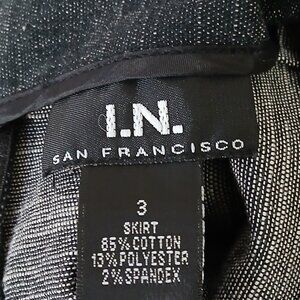 I.N.
SAN FRANCISCO
3
SKIRT
85% COTTON
13% POLYESTER
2% SPANDEX